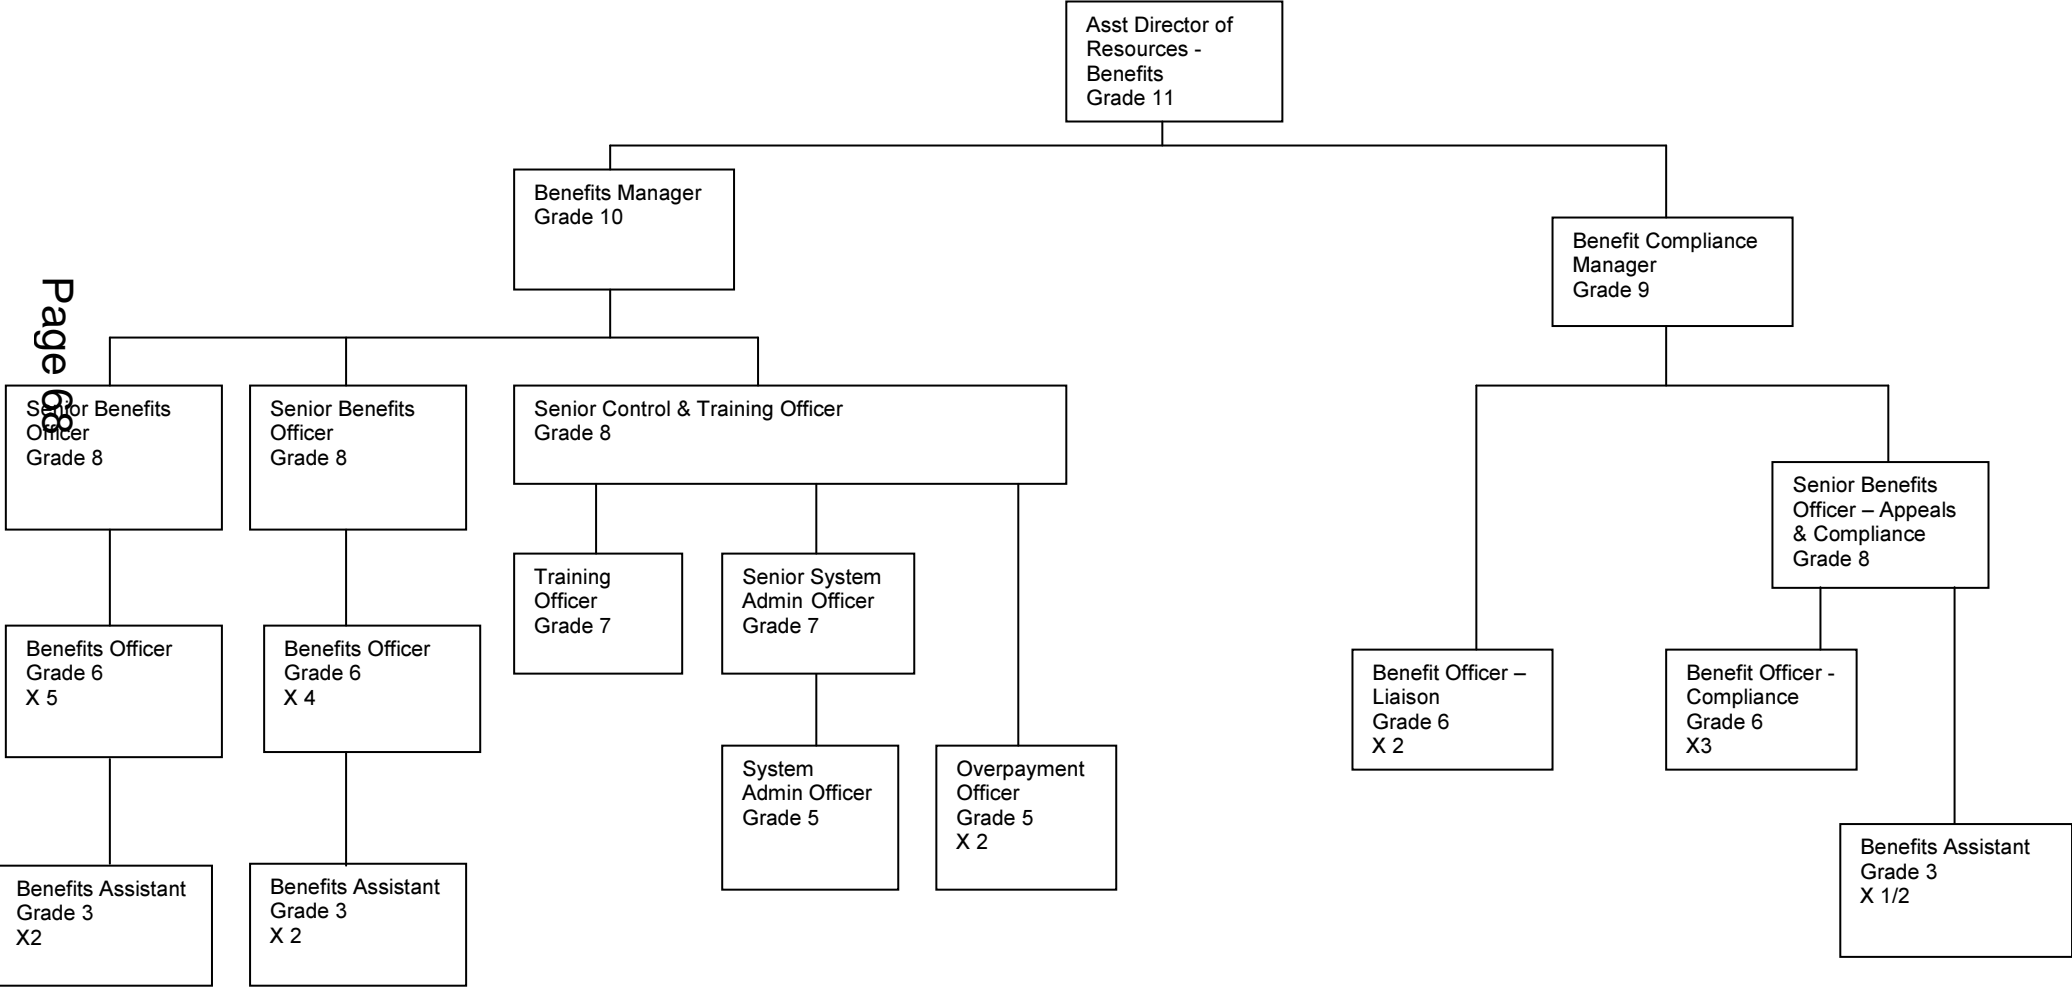 Asst Director of
Resources -
Benefits
Grade 11
Benefits Manager
Grade 10
Benefit Compliance
Manager
Grade 9
Page 68
Senior Benefits
Officer
Grade 8
Senior Benefits
Officer
Grade 8
Senior Control & Training Officer
Grade 8
Senior Benefits
Officer – Appeals
& Compliance
Grade 8
Training
Officer
Grade 7
Senior System
Admin Officer
Grade 7
Benefits Officer
Grade 6
X 5
Benefits Officer
Grade 6
X 4
Benefit Officer –
Liaison
Grade 6
X 2
Benefit Officer -
Compliance
Grade 6
X3
System
Admin Officer
Grade 5
Overpayment
Officer
Grade 5
X 2
Benefits Assistant
Grade 3
X 1/2
Benefits Assistant
Grade 3
X2
Benefits Assistant
Grade 3
X 2